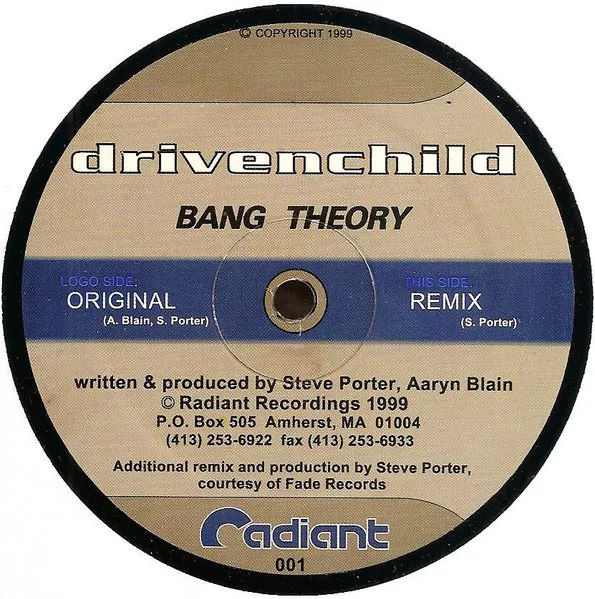 © COPYRIGHT 1999
drivenchild
BANG THEORY
LOGO SIDE:
ORIGINAL
(A. Blain, S. Porter)
THIS SIDE:
REMIX
(S. Porter)
written & produced by Steve Porter, Aaryn Blain
© Radiant Recordings 1999
P.O. Box 505 Amherst, MA 01004
(413) 253-6922 fax (413) 253-6933
Additional remix and production by Steve Porter,
courtesy of Fade Records
Radiant
001